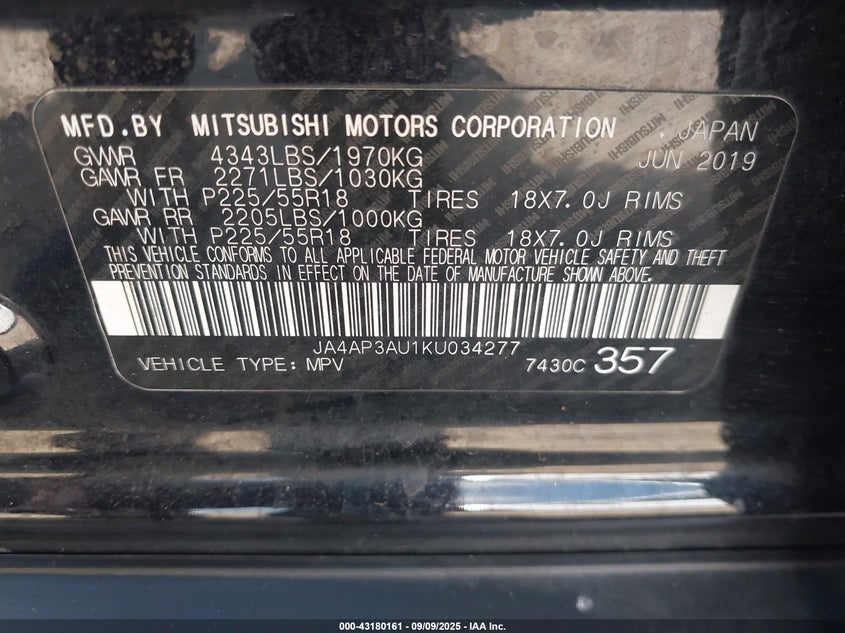 MFD.BY MITSUBISHI MOTORS CORPORATION , JAPAN
GVWR 4343LBS/1970KG JUN 2019
GAWR FR 2271LBS/1030KG
WITH P225/55R18 TIRES 18X7.0J RIMS
GAWR RR 2205LBS/1000KG
WITH P225/55R18 TIRES 18X7.0J RIMS
THIS VEHICLE CONFORMS TO ALL APPLICABLE FEDERAL MOTOR VEHICLE SAFETY AND THEFT
PREVENTION STANDARDS IN EFFECT ON THE DATE OF MANUFACTURE SHOWN ABOVE.
JA4AP3AU1KU034277
VEHICLE TYPE: MPV 7430C 357
000-43180161 - 09/09/2025 - IAA Inc.